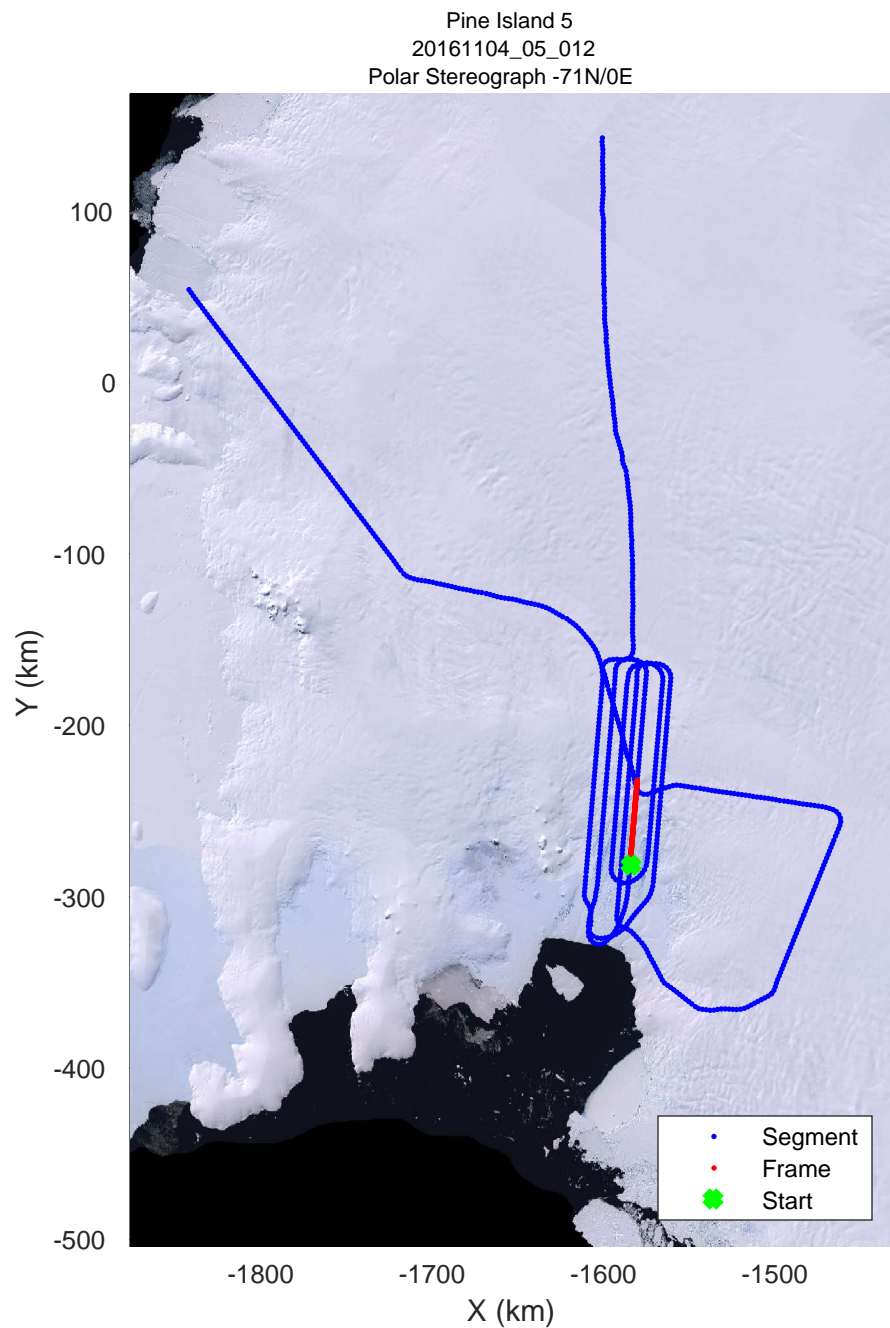 Pine Island 5
20161104_05_012
Polar Stereograph -71N/0E
100
0
-100
-200
-300
-400
-500
Y (km)
-1800
-1700
-1600
-1500
X (km)
Segment
Frame
Start